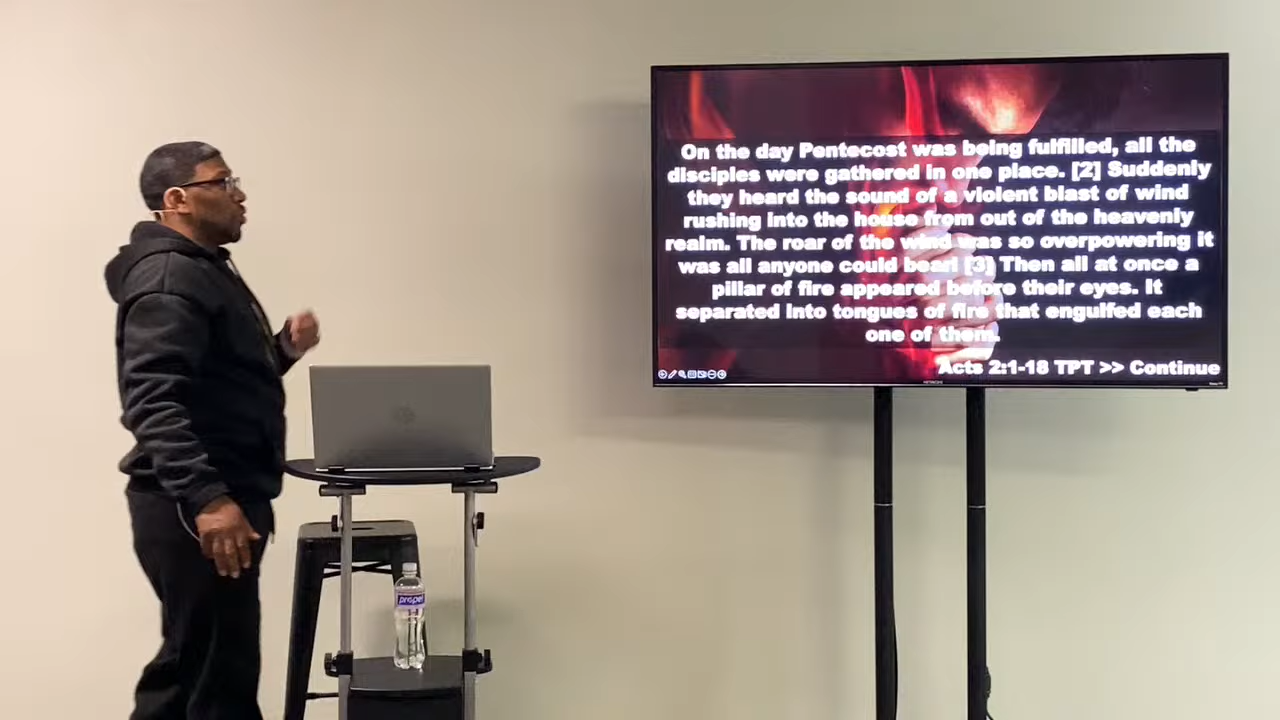 On the day Pentecost was being fulfilled, all the
disciples were gathered in one place. [2] Suddenly
they heard the sound of a violent blast of wind
rushing into the house from out of the heavenly
realm. The roar of the wind was so overpowering it
was all anyone could bear! [3] Then all at once a
pillar of fire appeared before their eyes. It
separated into tongues of fire that engulfed each
one of them.
Acts 2:1-18 TPT >> Continue
HITACHI
Roku TV
hp
propel